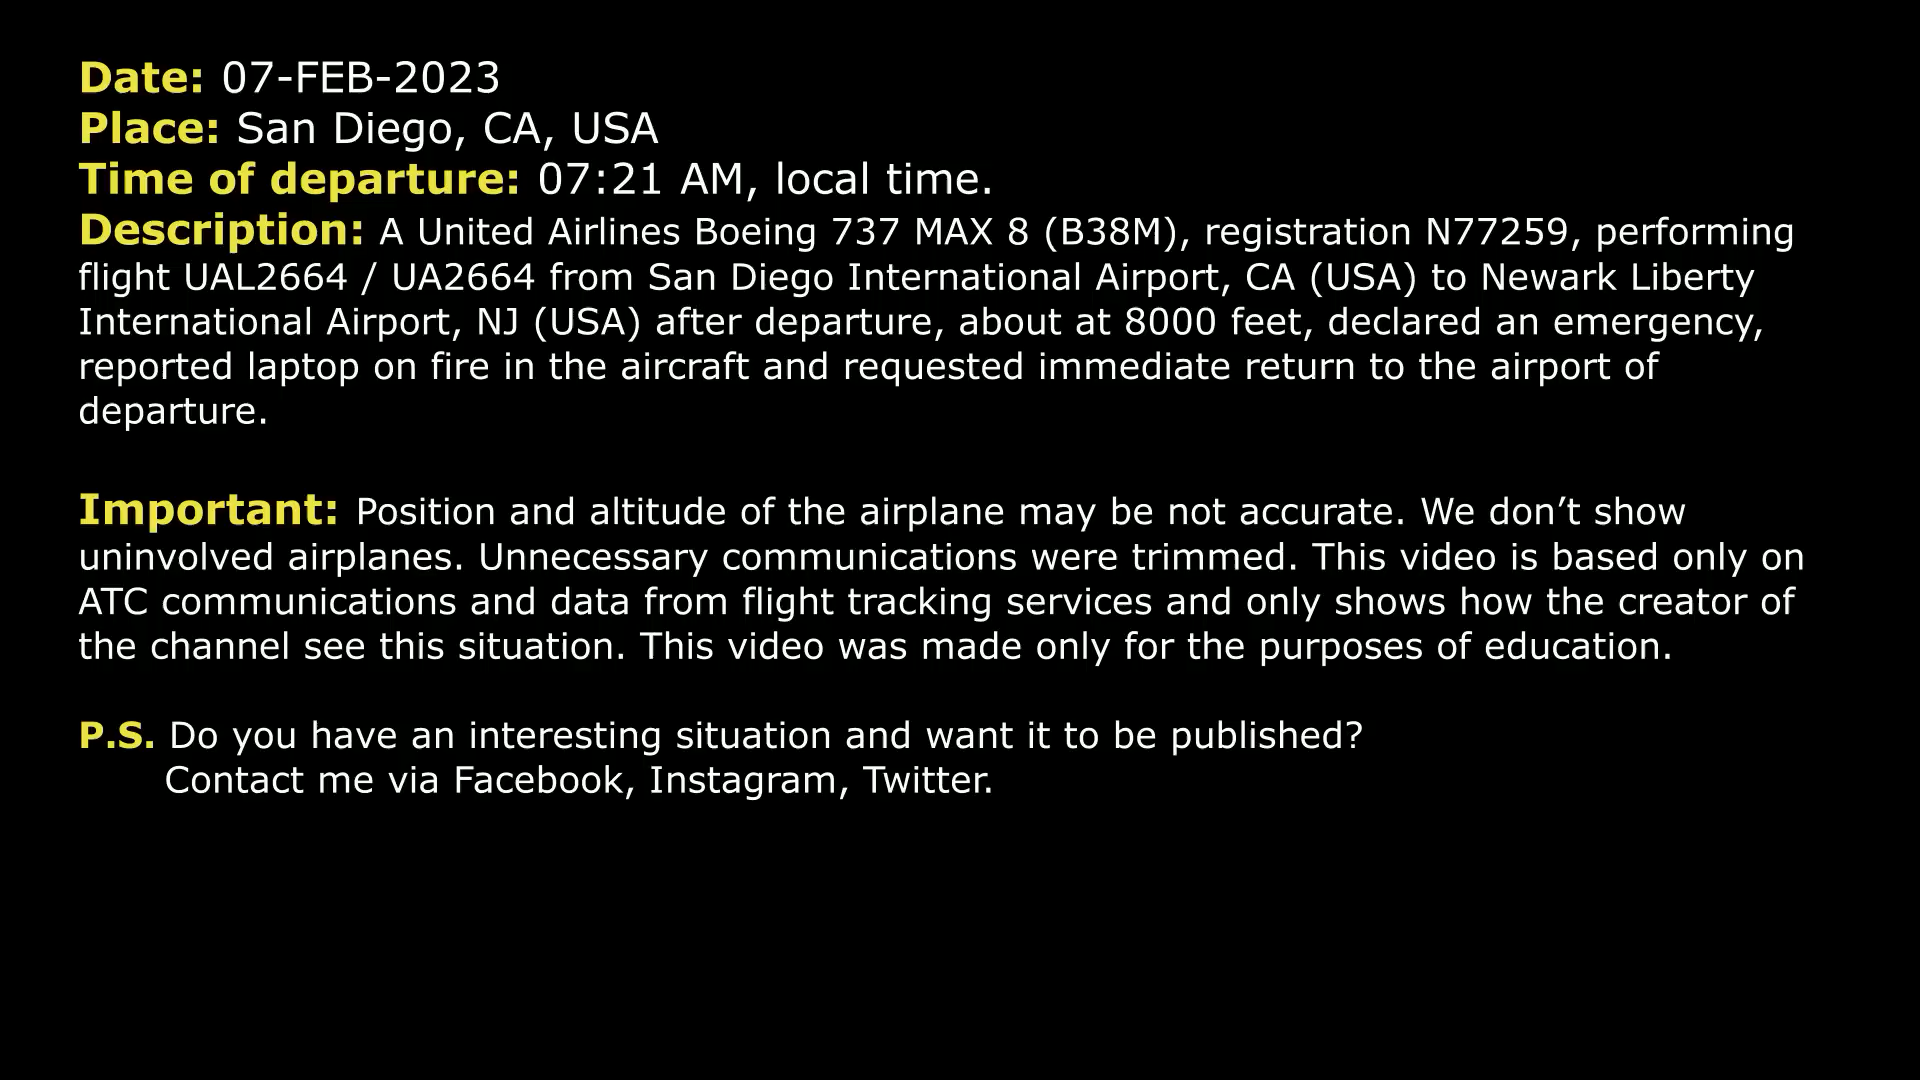 Date: 07-FEB-2023
Place: San Diego, CA, USA
Time of departure: 07:21 AM, local time.
Description: A United Airlines Boeing 737 MAX 8 (B38M), registration N77259, performing
flight UAL2664 / UA2664 from San Diego International Airport, CA (USA) to Newark Liberty
International Airport, NJ (USA) after departure, about at 8000 feet, declared an emergency,
reported laptop on fire in the aircraft and requested immediate return to the airport of
departure.
Important: Position and altitude of the airplane may be not accurate. We don’t show
uninvolved airplanes. Unnecessary communications were trimmed. This video is based only on
ATC communications and data from flight tracking services and only shows how the creator of
the channel see this situation. This video was made only for the purposes of education.
P.S. Do you have an interesting situation and want it to be published?
Contact me via Facebook, Instagram, Twitter.